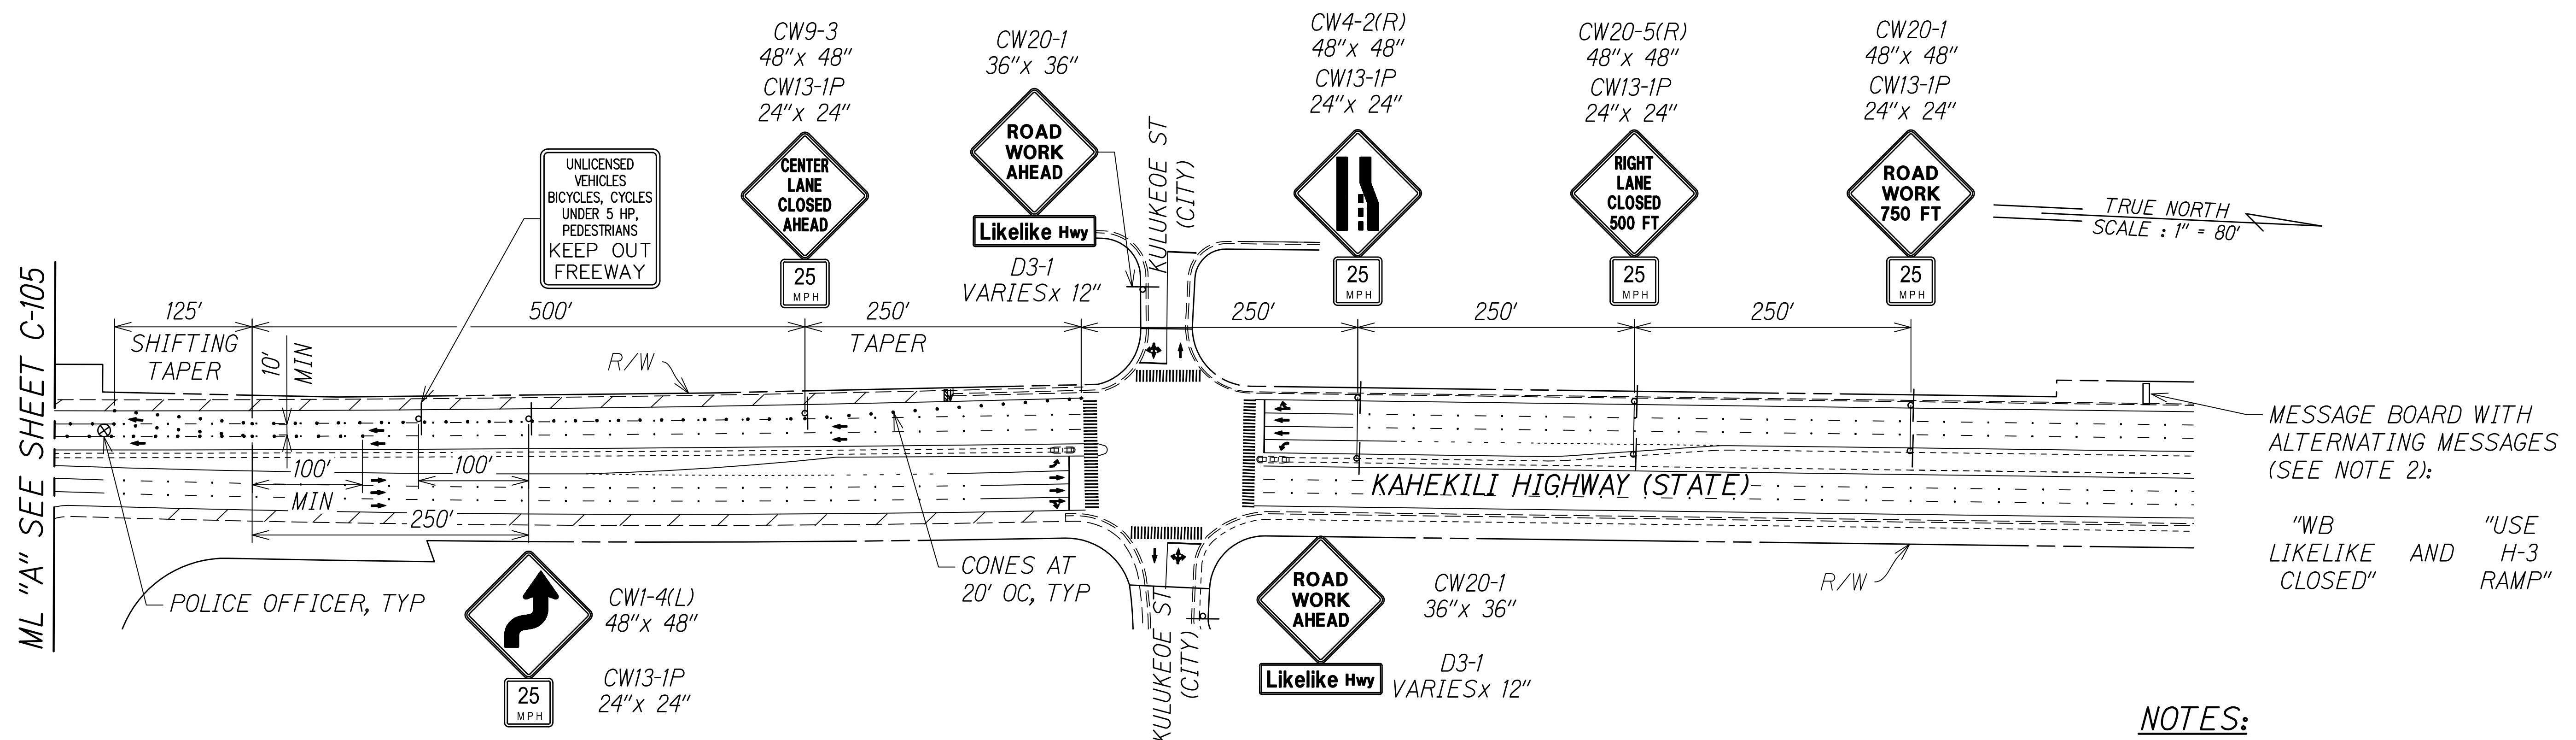 ML "A" SEE SHEET C-105
125'
SHIFTING
TAPER
10'
MIN
500'
UNLICENSED
VEHICLES
BICYCLES, CYCLES
UNDER 5 HP,
PEDESTRIANS
KEEP OUT
FREEWAY
R/W
CW9-3
48"x 48"
CW13-1P
24"x 24"
CENTER
LANE
CLOSED
AHEAD
25
MPH
250'
TAPER
CW20-1
36"x 36"
ROAD
WORK
AHEAD
Likelike Hwy
D3-1
VARIES x 12"
KULUKEOE ST
(CITY)
250'
CW4-2(R)
48"x 48"
CW13-1P
24"x 24"
25
MPH
250'
CW20-5(R)
48"x 48"
CW13-1P
24"x 24"
RIGHT
LANE
CLOSED
500 FT
25
MPH
250'
CW20-1
48"x 48"
CW13-1P
24"x 24"
ROAD
WORK
750 FT
25
MPH
TRUE NORTH
SCALE : 1" = 80'
MESSAGE BOARD WITH
ALTERNATING MESSAGES
(SEE NOTE 2):
"WB
LIKELIKE
CLOSED"
AND
"USE
H-3
RAMP"
100'
MIN
100'
250'
POLICE OFFICER, TYP
CW1-4(L)
48"x 48"
CW13-1P
24"x 24"
25
MPH
CONES AT
20' OC, TYP
KULUKEOE ST
(CITY)
KAHEKILI HIGHWAY (STATE)
ROAD
WORK
AHEAD
Likelike Hwy
CW20-1
36"x 36"
D3-1
VARIES x 12"
R/W
NOTES: